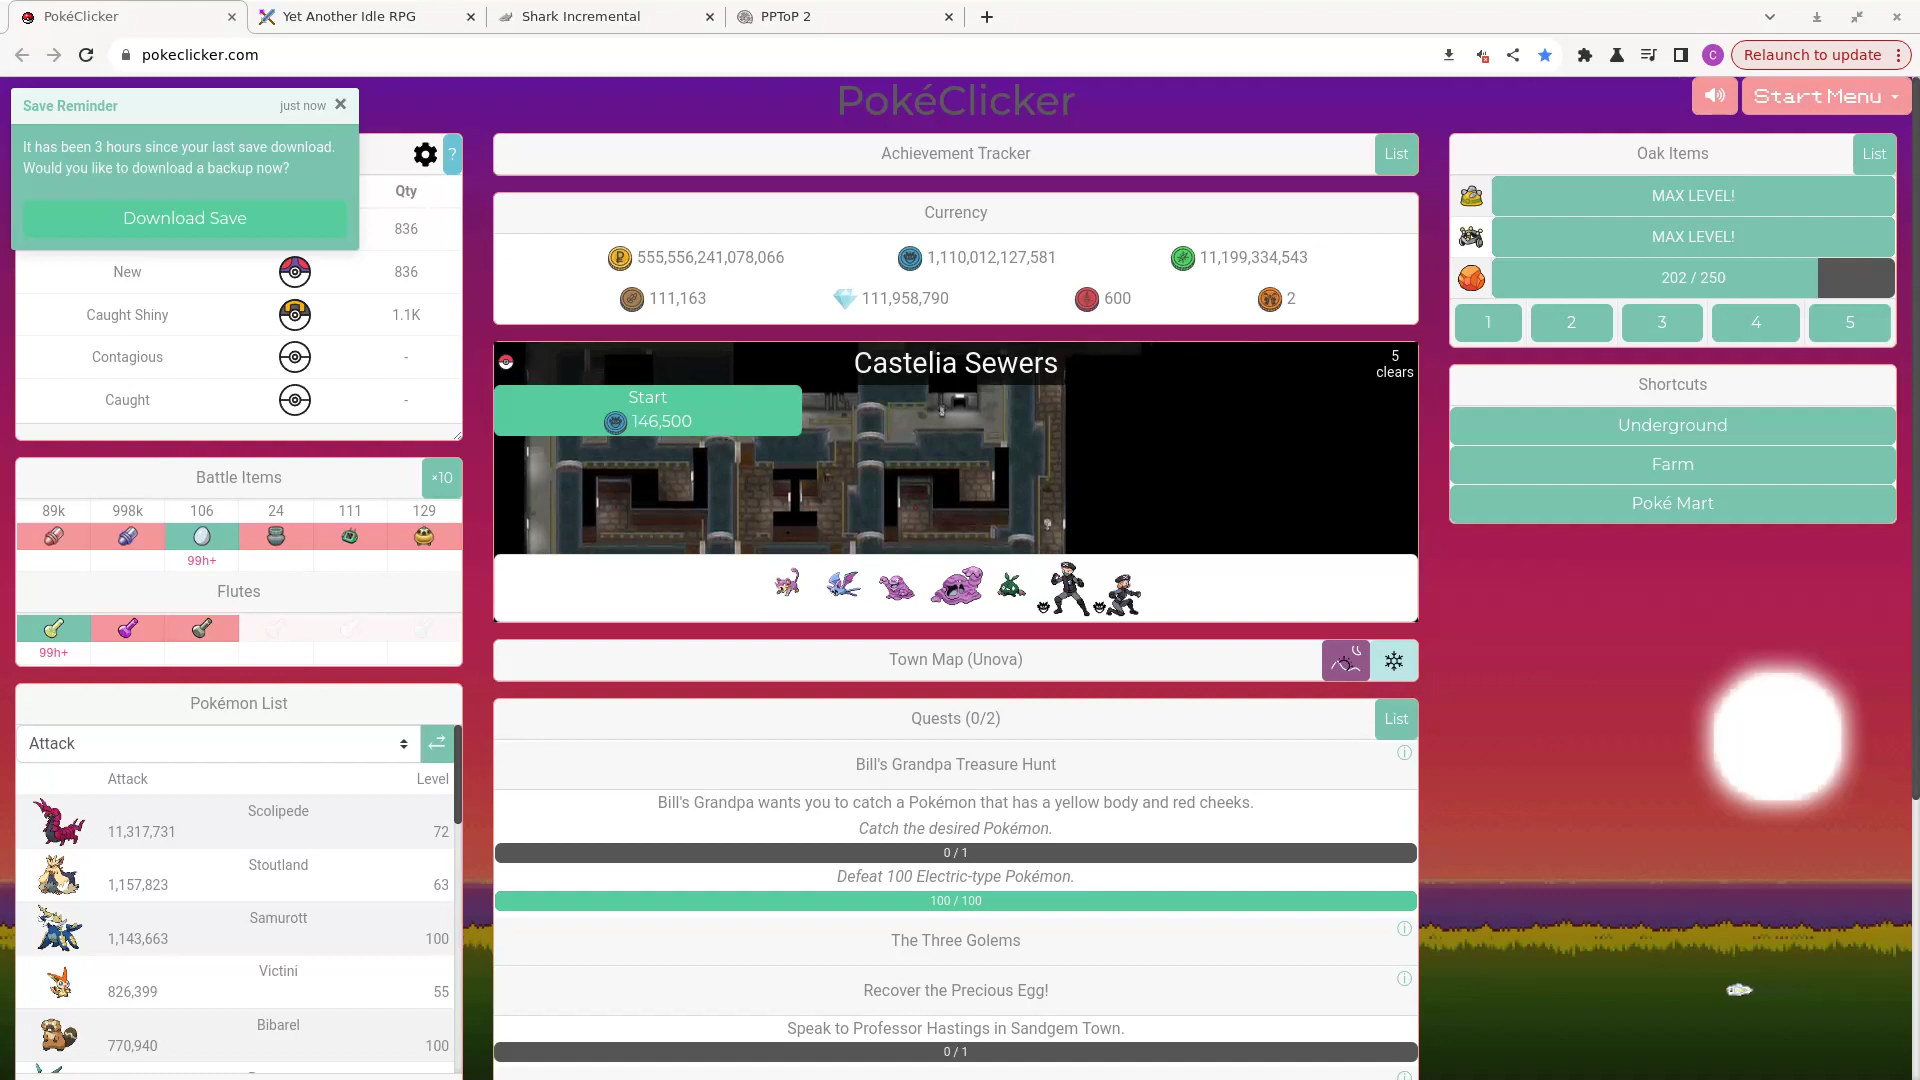 PokéClicker
Yet Another Idle RPG
Shark Incremental
PPToP 2
pokeclicker.com
C
Relaunch to update
Save Reminder
just now
It has been 3 hours since your last save download.
Would you like to download a backup now?
Download Save
?
Qty
836
New
836
Caught Shiny
1.1K
Contagious
-
Caught
-
Battle Items
×10
89k 998k 106 24 111 129
99h+
Flutes
99h+
Pokémon List
Attack
Attack Level
Scolipede
11,317,731 72
Stoutland
1,157,823 63
Samurott
1,143,663 100
Victini
826,399 55
Bibarel
770,940 100
PokéClicker
Achievement Tracker
List
Currency
555,556,241,078,066 1,110,012,127,581 11,199,334,543
111,163 111,958,790 600 2
Castelia Sewers
5
clears
Start
146,500
Town Map (Unova)
Quests (0/2)
List
Bill's Grandpa Treasure Hunt
Bill's Grandpa wants you to catch a Pokémon that has a yellow body and red cheeks.
Catch the desired Pokémon.
0 / 1
Defeat 100 Electric-type Pokémon.
100 / 100
The Three Golems
Recover the Precious Egg!
Speak to Professor Hastings in Sandgem Town.
0 / 1
Start Menu
Oak Items
List
MAX LEVEL!
MAX LEVEL!
202 / 250
1 2 3 4 5
Shortcuts
Underground
Farm
Poké Mart